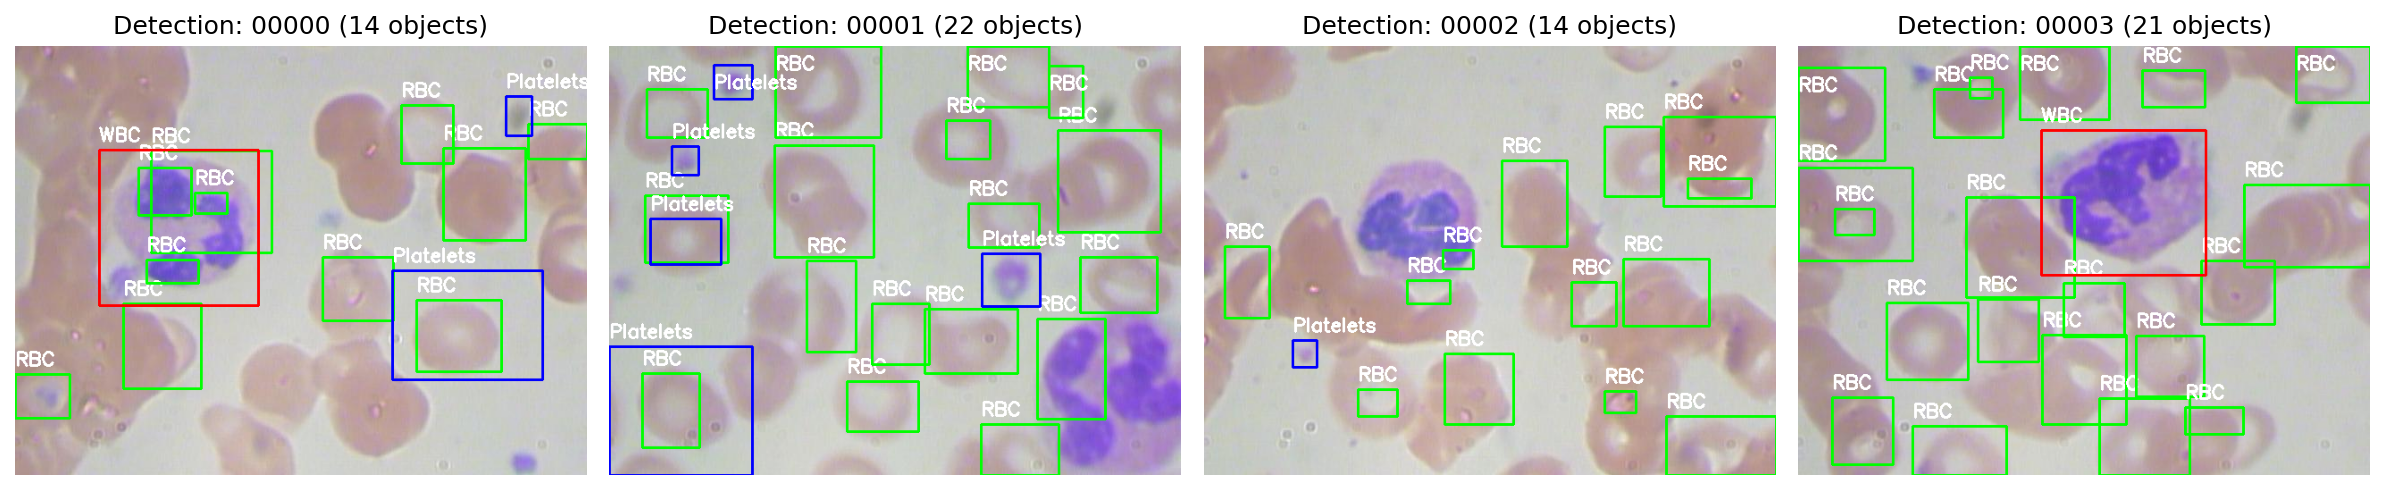 Detection: 00000 (14 objects)
Platelets
RBC
RBC
WBC
RBC
RBC
RBC
RBC
RBC
RBC
Platelets
RBC
RBC
RBC
Detection: 00001 (22 objects)
RBC
RBC
RBC
Platelets
RBC
RBC
RBC
Platelets
RBC
RBC
RBC
Platelets
Platelets
RBC
RBC
RBC
RBC
RBC
Platelets
RBC
RBC
RBC
Detection: 00002 (14 objects)
RBC
RBC
RBC
RBC
RBC
RBC
RBC
RBC
RBC
Platelets
RBC
RBC
RBC
RBC
Detection: 00003 (21 objects)
RBC
RBC
RBC
RBC
RBC
RBC
WBC
RBC
RBC
RBC
RBC
RBC
RBC
RBC
RBC
RBC
RBC
RBC
RBC
RBC
RBC